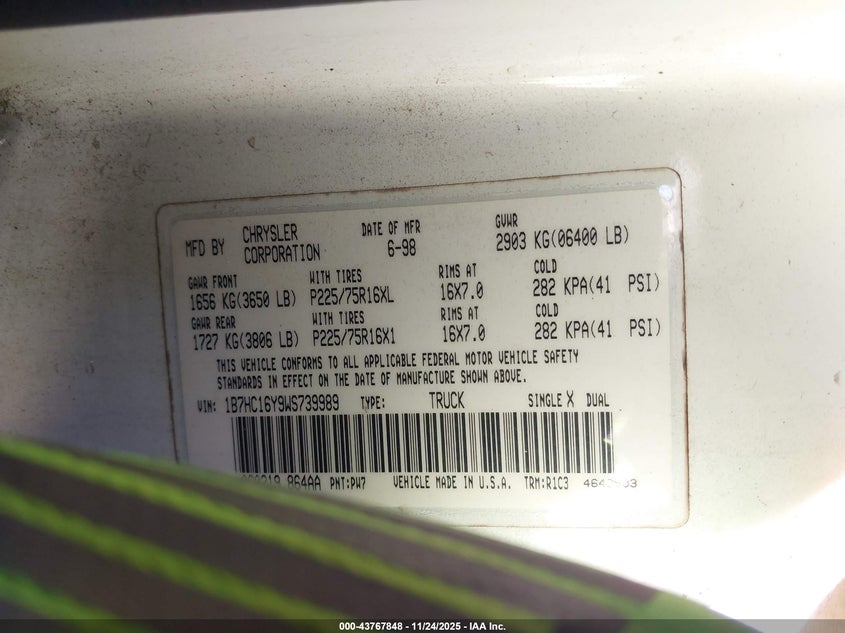 MFD BY CHRYSLER CORPORATION DATE OF MFR 6-98 GVWR 2903 KG(06400 LB)
GAWR FRONT WITH TIRES RIMS AT COLD
1656 KG(3650 LB) P225/75R16XL 16X7.0 282 KPA(41 PSI)
GAWR REAR WITH TIRES RIMS AT COLD
1727 KG(3806 LB) P225/75R16X1 16X7.0 282 KPA(41 PSI)
THIS VEHICLE CONFORMS TO ALL APPLICABLE FEDERAL MOTOR VEHICLE SAFETY
STANDARDS IN EFFECT ON THE DATE OF MANUFACTURE SHOWN ABOVE.
VIN: 1B7HC16Y9WS739989 TYPE: TRUCK SINGLE X DUAL
864AA PNT:PW7 VEHICLE MADE IN U.S.A. TRM:R1C3
000-43767848 - 11/24/2025 - IAA Inc.